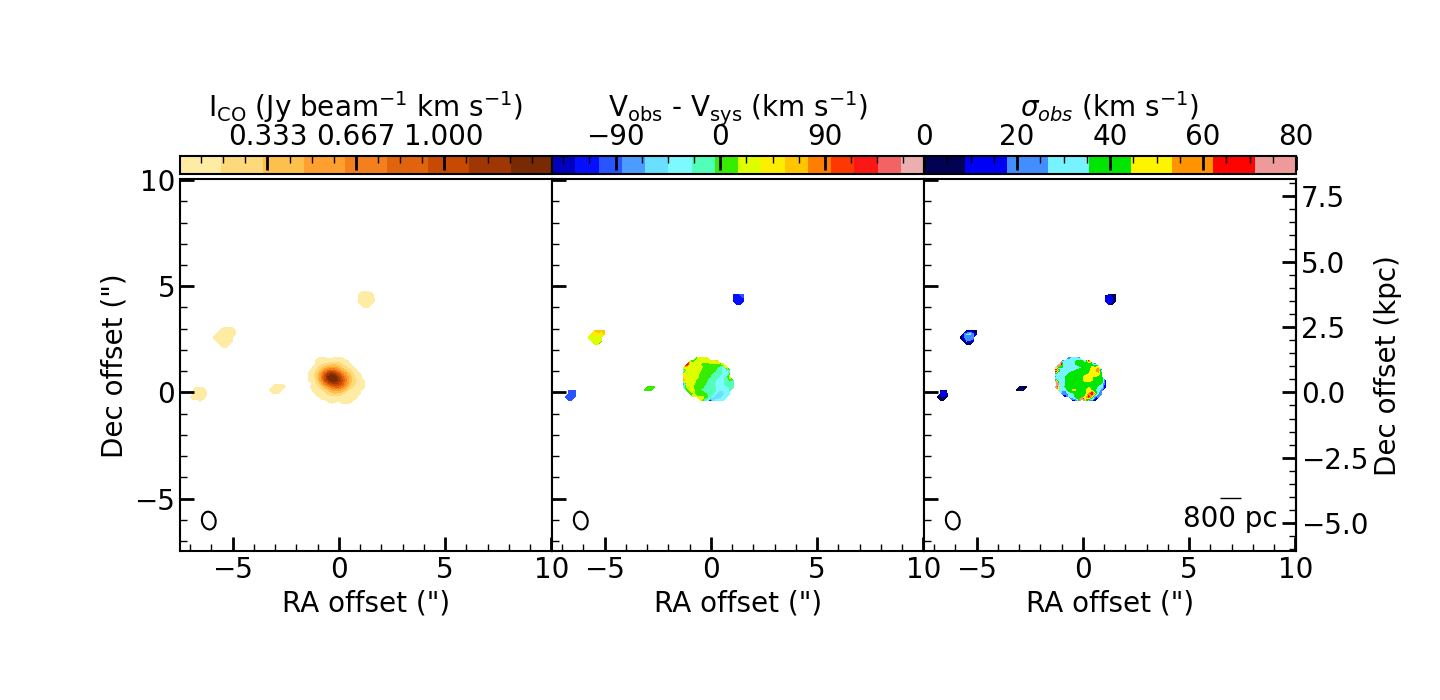 I_CO (Jy beam⁻¹ km s⁻¹) V_obs - V_sys (km s⁻¹) σ_obs (km s⁻¹)
0.333 0.667 1.000 −90 0 90 0 20 40 60 80
10 7.5
5 5.0
2.5
0 0.0
−2.5
−5 −5.0
Dec offset (")
Dec offset (kpc)
800 pc
−5 0 5 10 −5 0 5 10 −5 0 5 10
RA offset (") RA offset (") RA offset (")